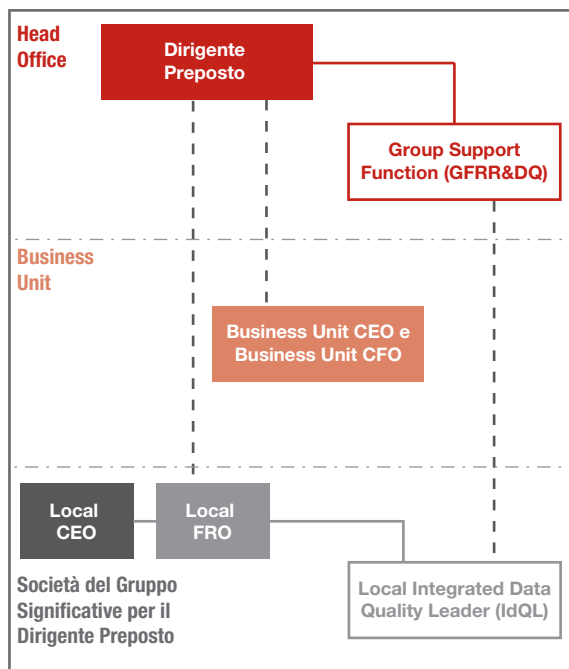 Head
Office
Dirigente
Preposto
Group Support
Function (GFRR&DQ)
Business
Unit
Business Unit CEO e
Business Unit CFO
Local
CEO
Local
FRO
Società del Gruppo
Significative per il
Dirigente Preposto
Local Integrated Data
Quality Leader (IdQL)